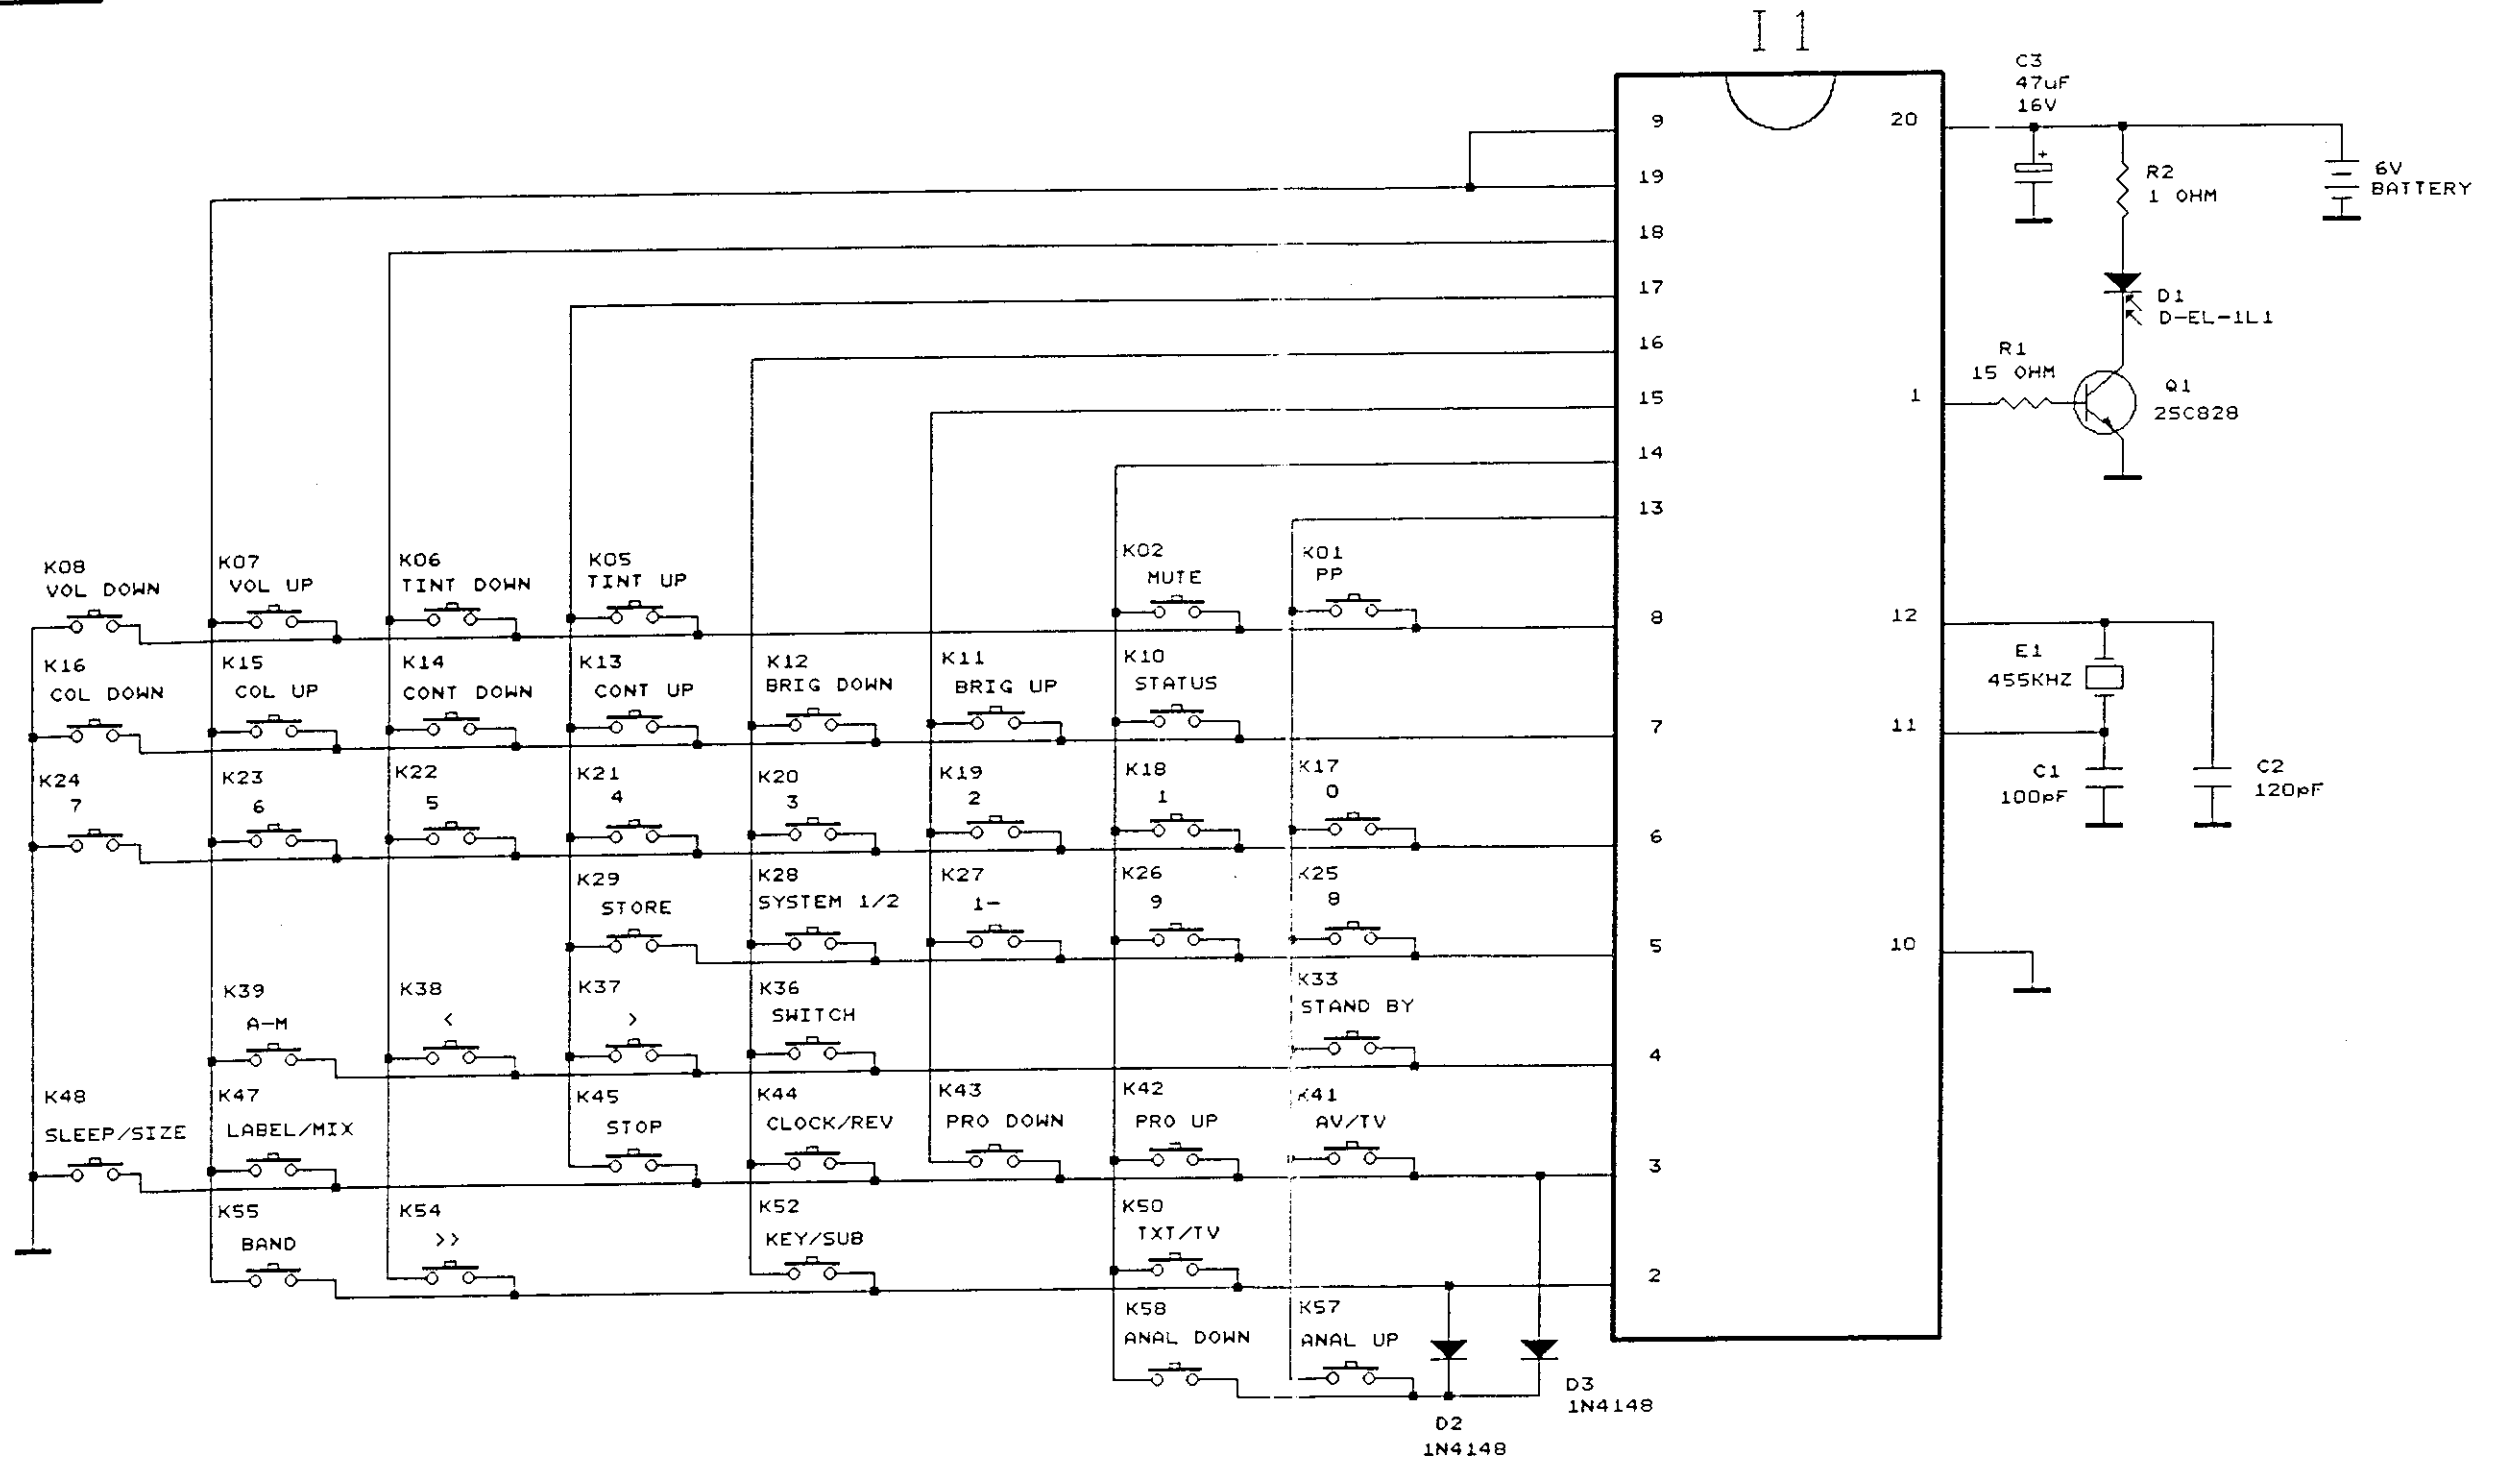 I 1
C3
47uF
16V
9
20
19
R2
1 OHM
6V
BATTERY
18
17
D1
D-EL-1L1
16
R1
15 OHM
15
1
Q1
2SC828
14
13
K08
VOL DOWN
K07
VOL UP
K06
TINT DOWN
K05
TINT UP
K02
MUTE
K01
PP
8
12
K16
COL DOWN
K15
COL UP
K14
CONT DOWN
K13
CONT UP
K12
BRIG DOWN
K11
BRIG UP
K10
STATUS
E1
455KHZ
7
11
K24
7
K23
6
K22
5
K21
4
K20
3
K19
2
K18
1
K17
0
C1
100pF
C2
120pF
6
K29
STORE
K28
SYSTEM 1/2
K27
1-
K26
9
K25
8
5
10
K39
A-M
K38
<
K37
>
K36
SWITCH
K33
STAND BY
4
K48
SLEEP/SIZE
K47
LABEL/MIX
K45
STOP
K44
CLOCK/REV
K43
PRO DOWN
K42
PRO UP
K41
AV/TV
3
K55
BAND
K54
>>
K52
KEY/SUB
K50
TXT/TV
2
K58
ANAL DOWN
K57
ANAL UP
D3
1N4148
D2
1N4148
+